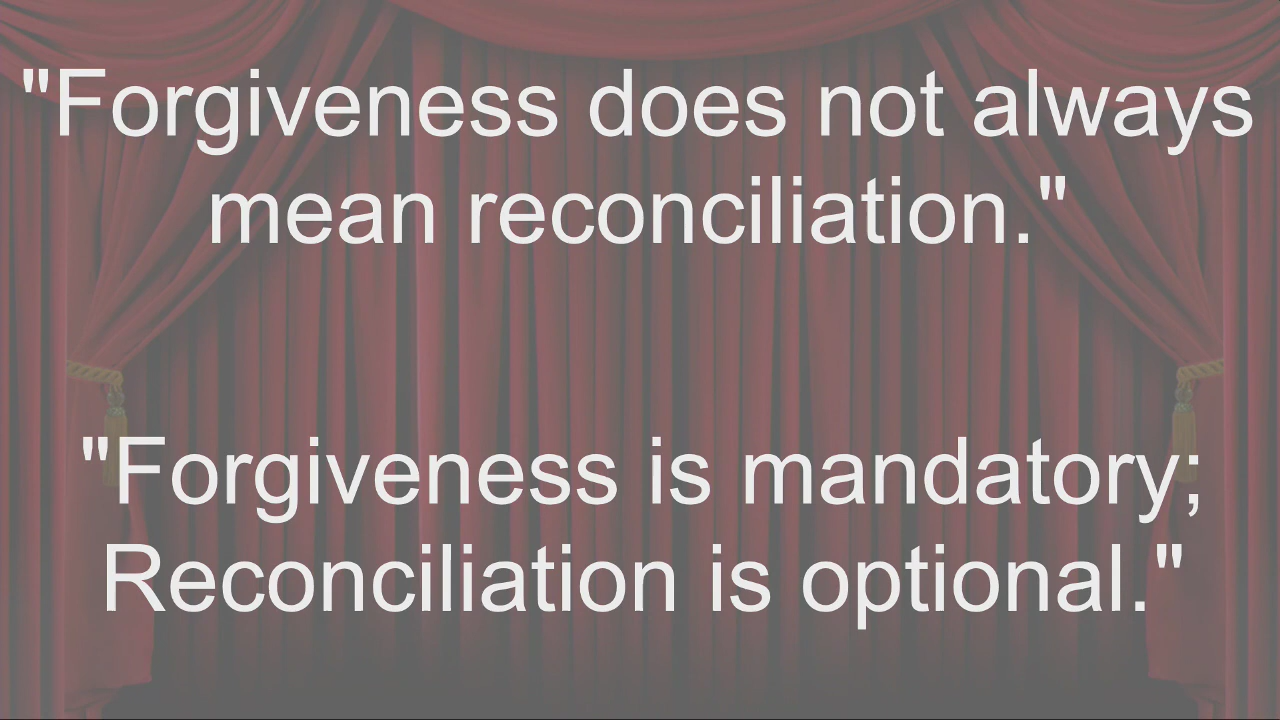 "Forgiveness does not always
mean reconciliation."
"Forgiveness is mandatory;
Reconciliation is optional."